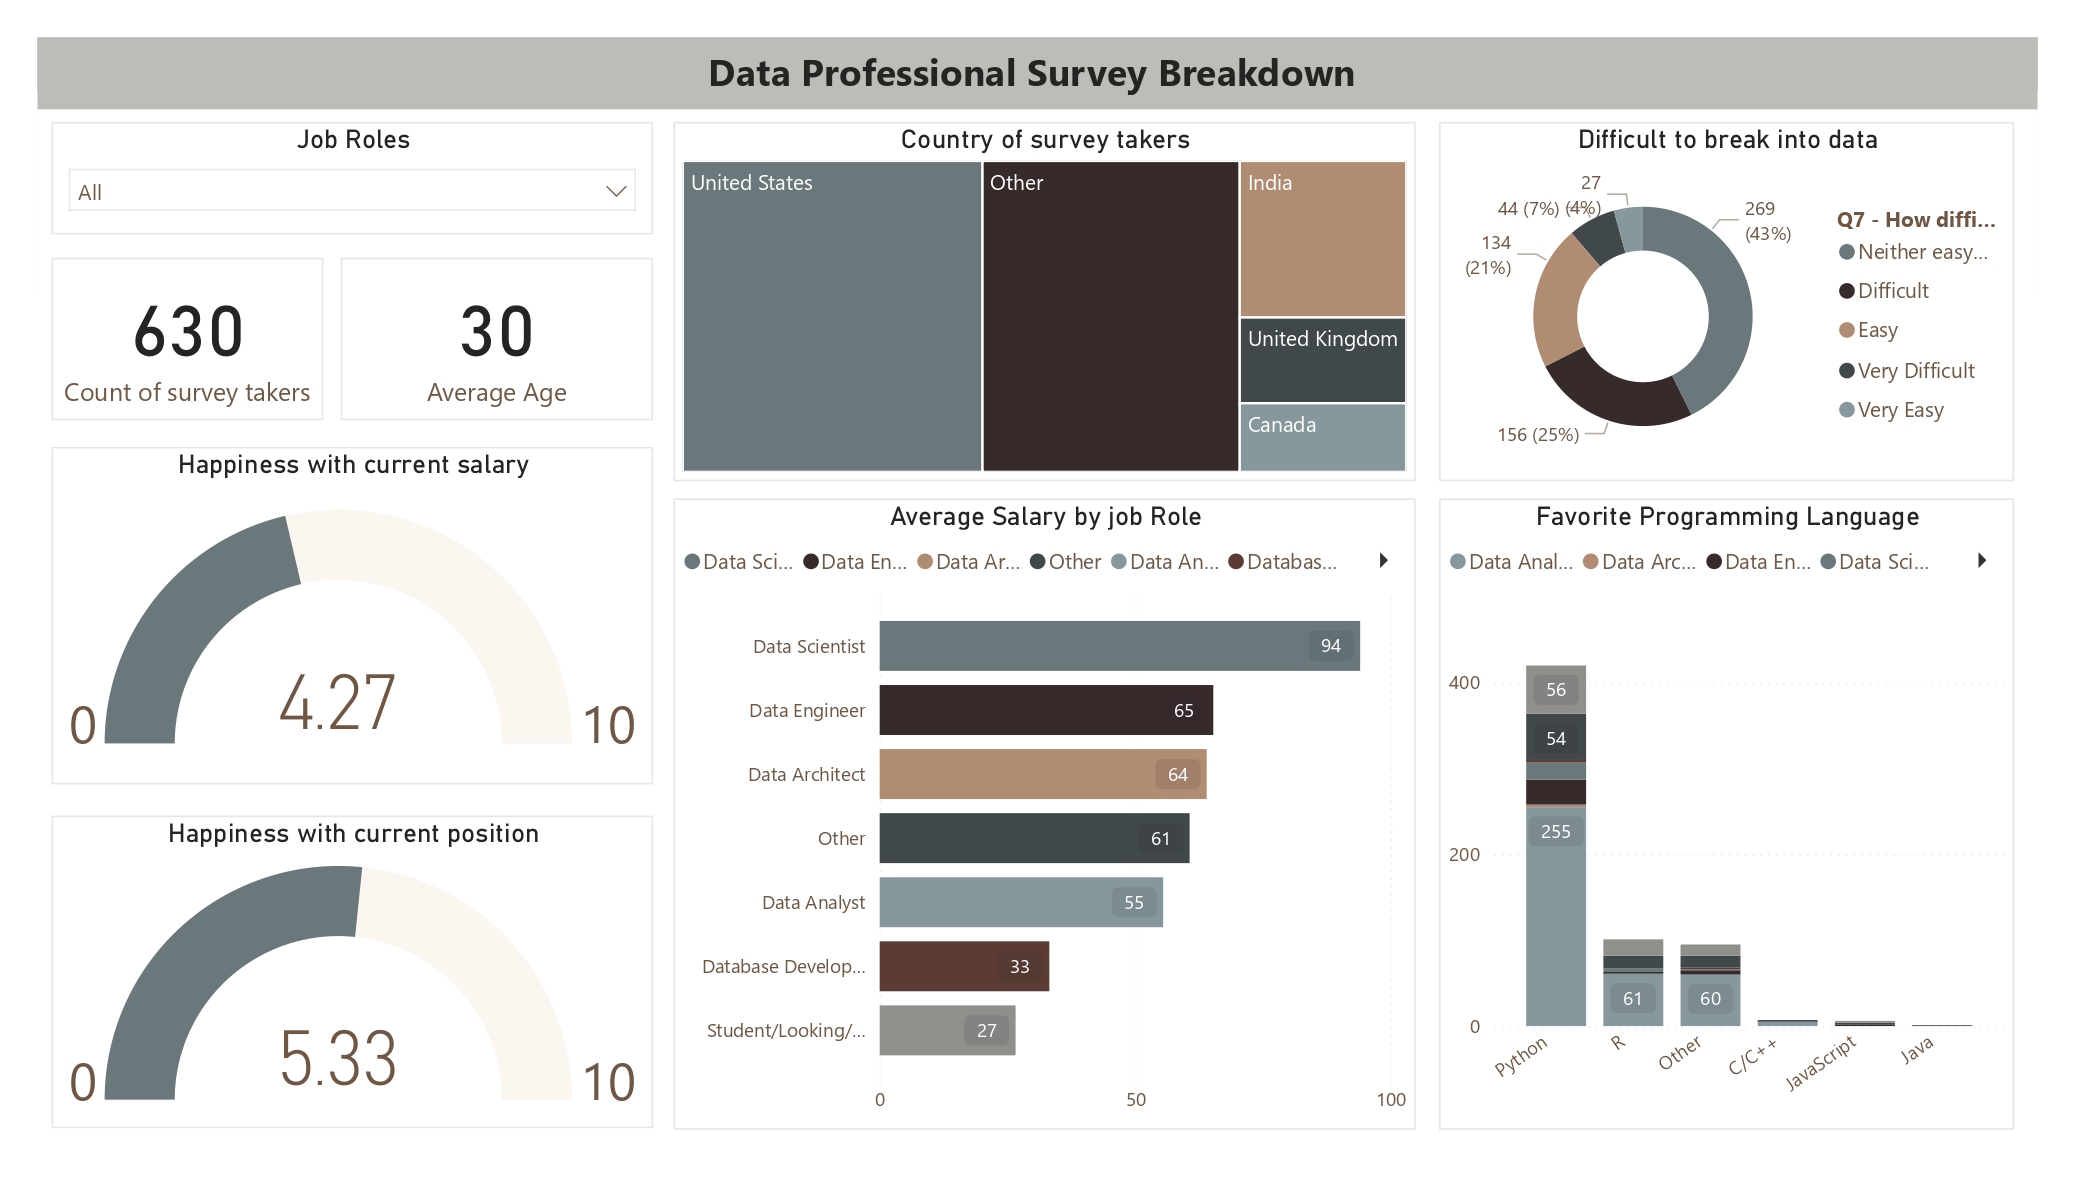 Data Professional Survey Breakdown
Job Roles
All
630
Count of survey takers
30
Average Age
Happiness with current salary
0
4.27
10
Happiness with current position
0
5.33
10
Country of survey takers
United States
Other
India
United Kingdom
Canada
Difficult to break into data
27
(4%)
44 (7%)
134
(21%)
156 (25%)
269
(43%)
Q7 - How diffi...
Neither easy...
Difficult
Easy
Very Difficult
Very Easy
Average Salary by job Role
Data Sci... Data En... Data Ar... Other Data An... Databas...
Data Scientist 94
Data Engineer 65
Data Architect 64
Other 61
Data Analyst 55
Database Develop... 33
Student/Looking/... 27
0 50 100
Favorite Programming Language
Data Anal... Data Arc... Data En... Data Sci...
400
200
0
56
54
255
61
60
Python
R
Other
C/C++
JavaScript
Java